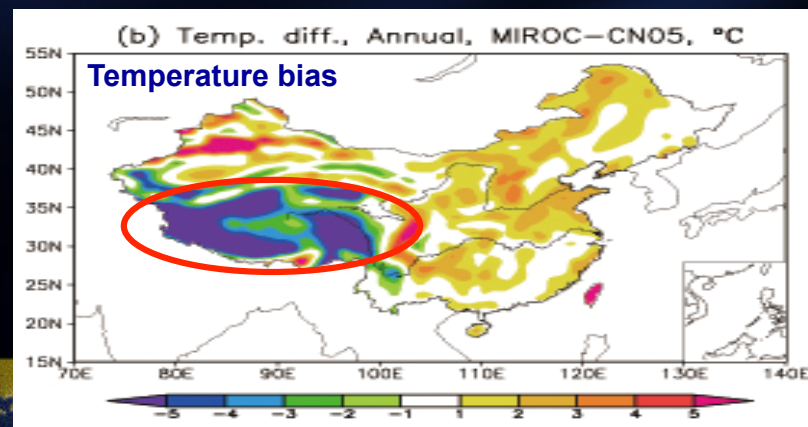 (b) Temp. diff., Annual, MIROC−CN05, °C
Temperature bias
55N
50N
45N
40N
35N
30N
25N
20N
15N
70E 80E 90E 100E 110E 120E 130E 140E
−5 −4 −3 −2 −1 1 2 3 4 5